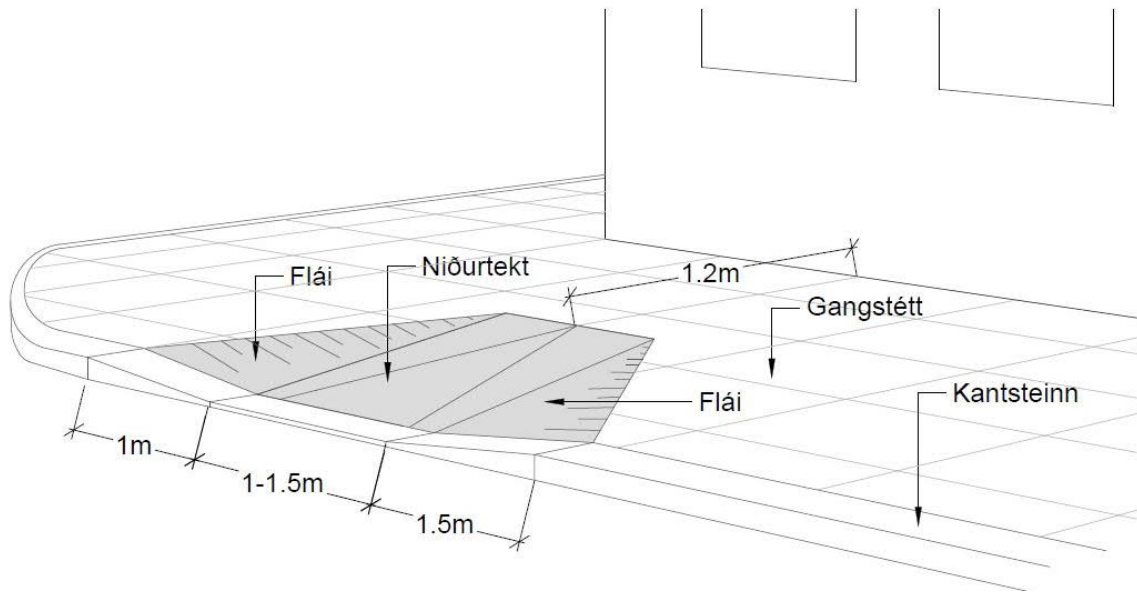 Flái
Niðurtekt
1.2m
Gangstétt
Flái
Kantsteinn
1m
1-1.5m
1.5m